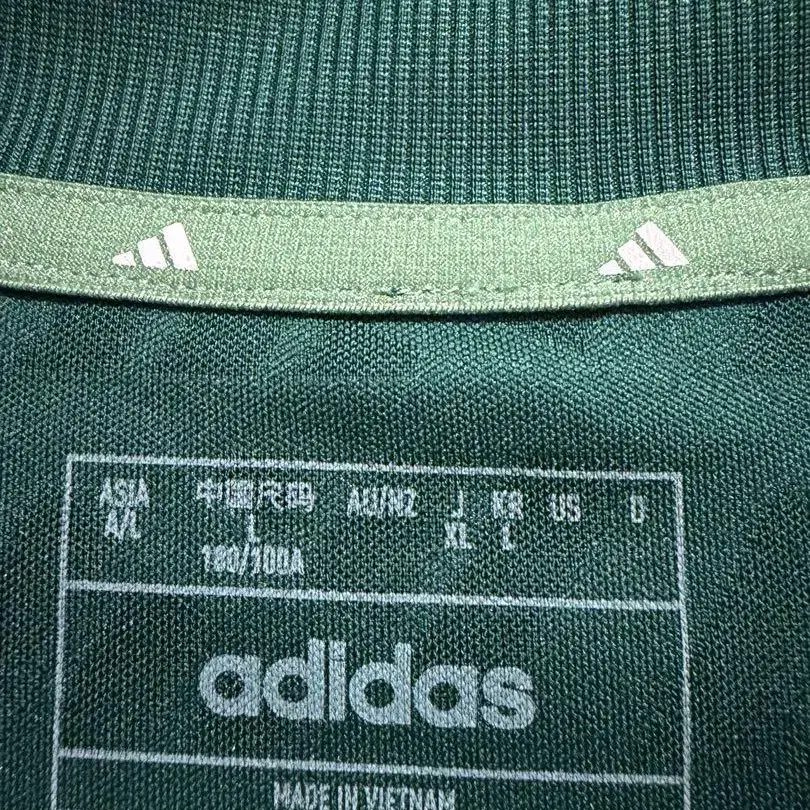 ASIA 中国尺码 AU/NZ J KR US D
A/L L XL L
180/100A
adidas
MADE IN VIETNAM